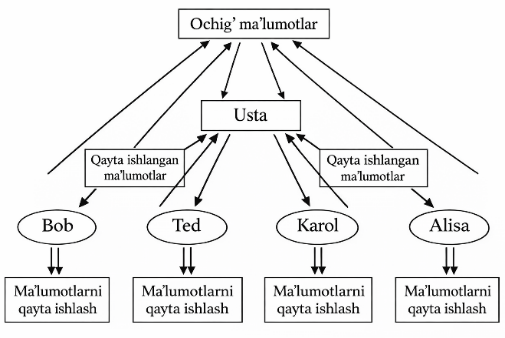 Ochig’ ma’lumotlar
Usta
Qayta ishlangan
ma’lumotlar
Qayta ishlangan
ma’lumotlar
Bob
Ted
Karol
Alisa
Ma’lumotlarni
qayta ishlash
Ma’lumotlarni
qayta ishlash
Ma’lumotlarni
qayta ishlash
Ma’lumotlarni
qayta ishlash